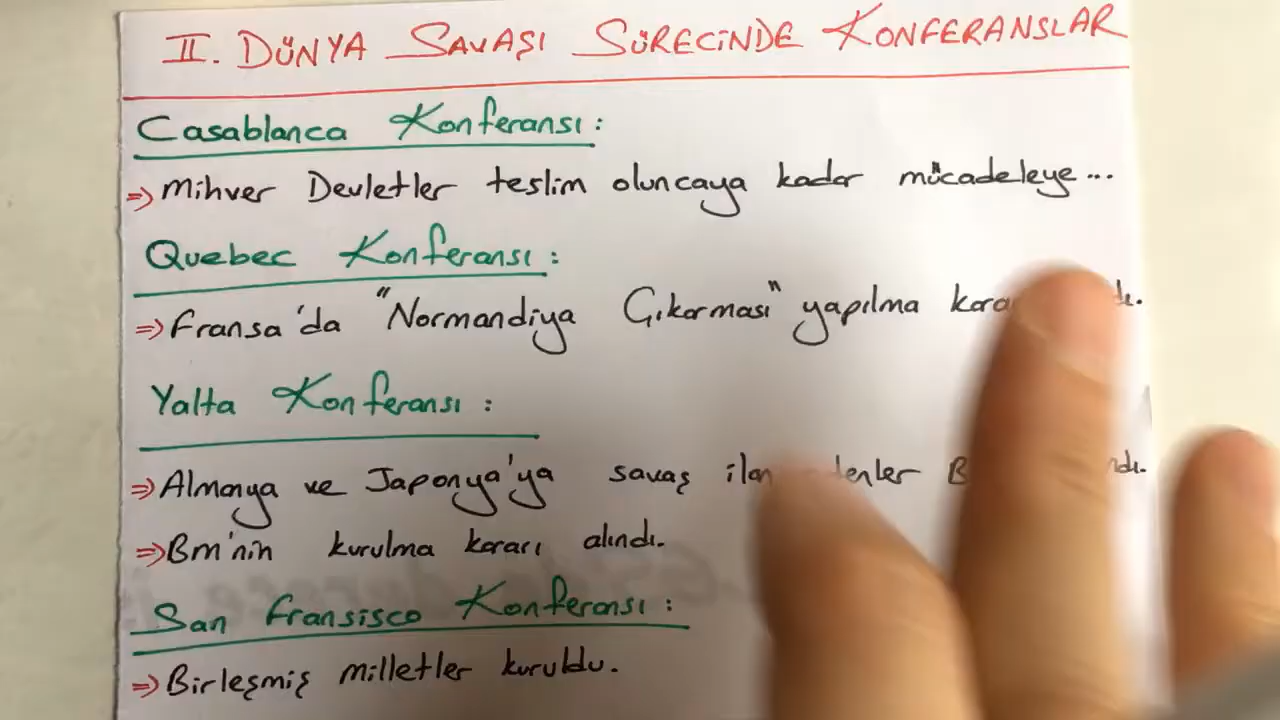 II. DÜNYA SAVAŞI SÜRECİNDE KONFERANSLAR
Casablanca Konferansı:
⇒ Mihver Devletler teslim oluncaya kadar mücadeleye...
Quebec Konferansı:
⇒ Fransa'da "Normandiya Çıkarması" yapılma
Yalta Konferansı:
⇒ Almanya ve Japonya'ya savaş
⇒ Bm'nin kurulma kararı alındı.
San Fransisco Konferansı:
⇒ Birleşmiş milletler kuruldu.